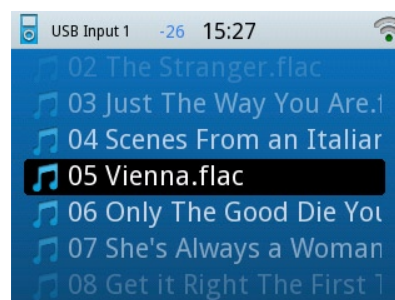 USB Input 1 -26 15:27
02 The Stranger.flac
03 Just The Way You Are.f
04 Scenes From an Italian
05 Vienna.flac
06 Only The Good Die You
07 She's Always a Woman
08 Get it Right The First T